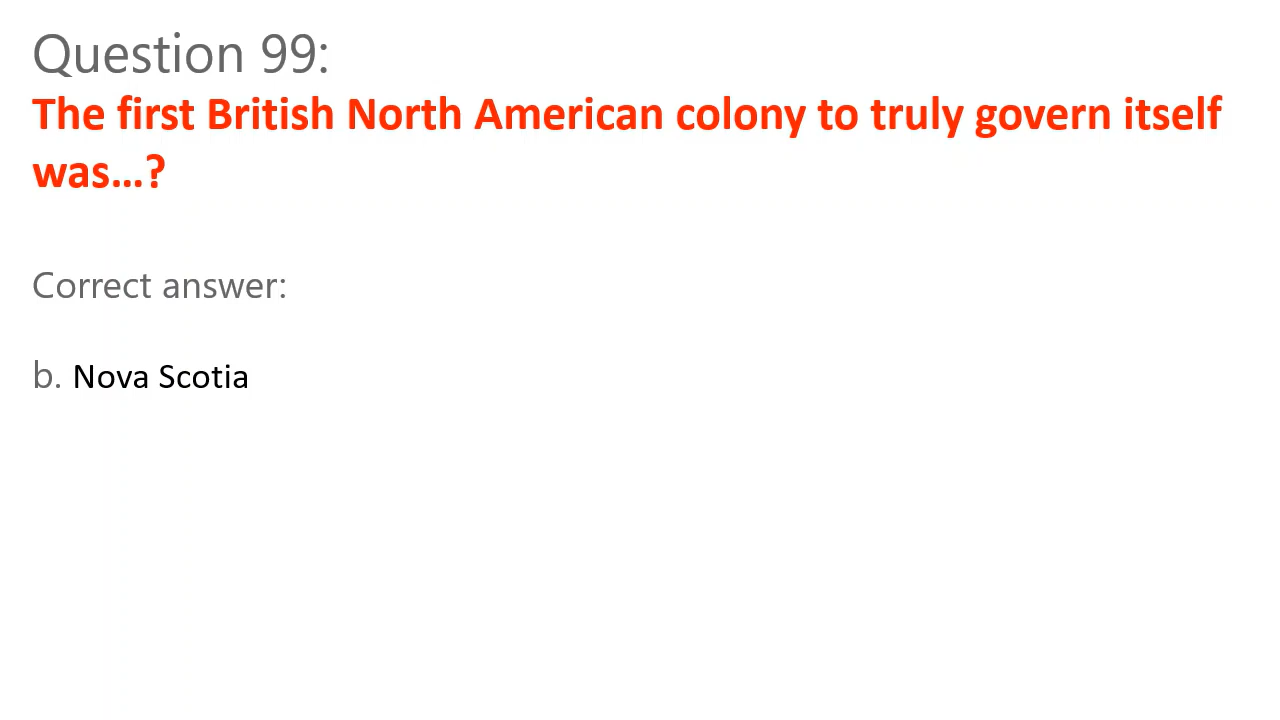 Question 99:
The first British North American colony to truly govern itself
was...?
Correct answer:
b. Nova Scotia